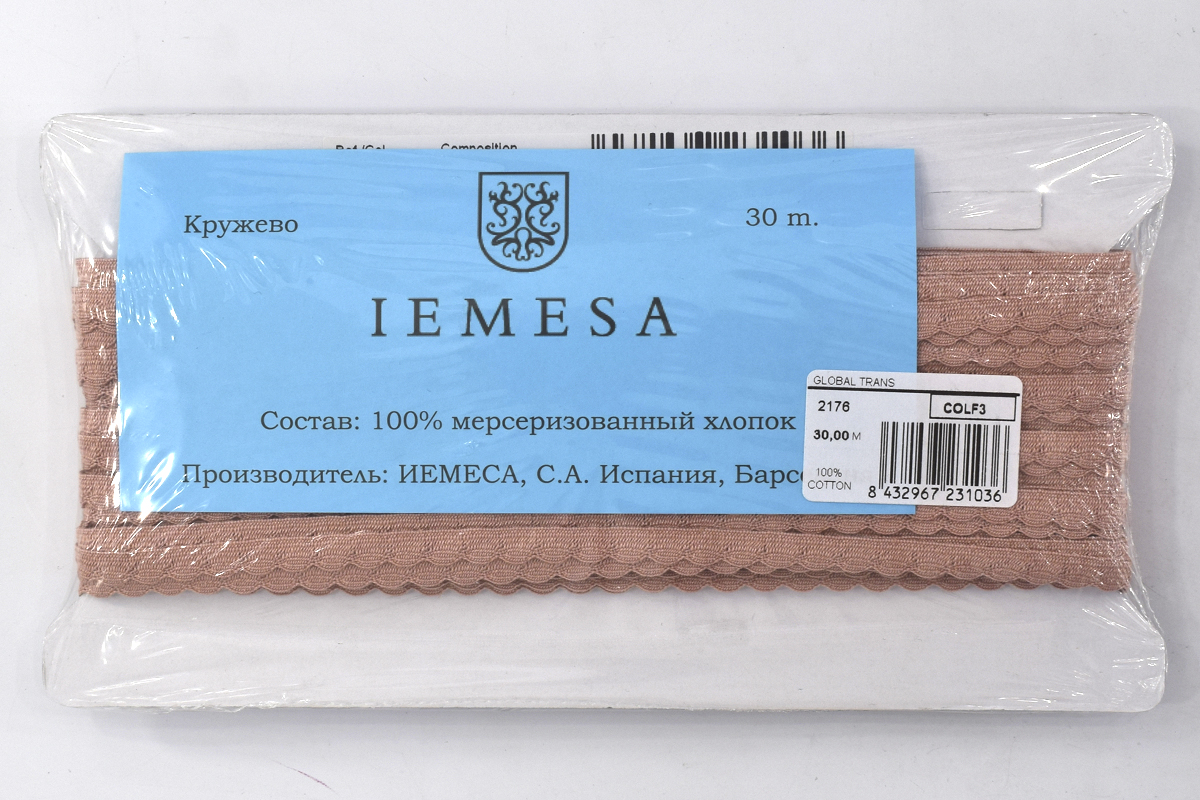 Composition
Кружево
30 m.
IEMESA
Состав: 100% мерсеризованный хлопок
Производитель: ИЕМЕСА, С.А. Испания,
GLOBAL TRANS
2176
COLF3
30,00 M
100%
COTTON
8 432967 231036